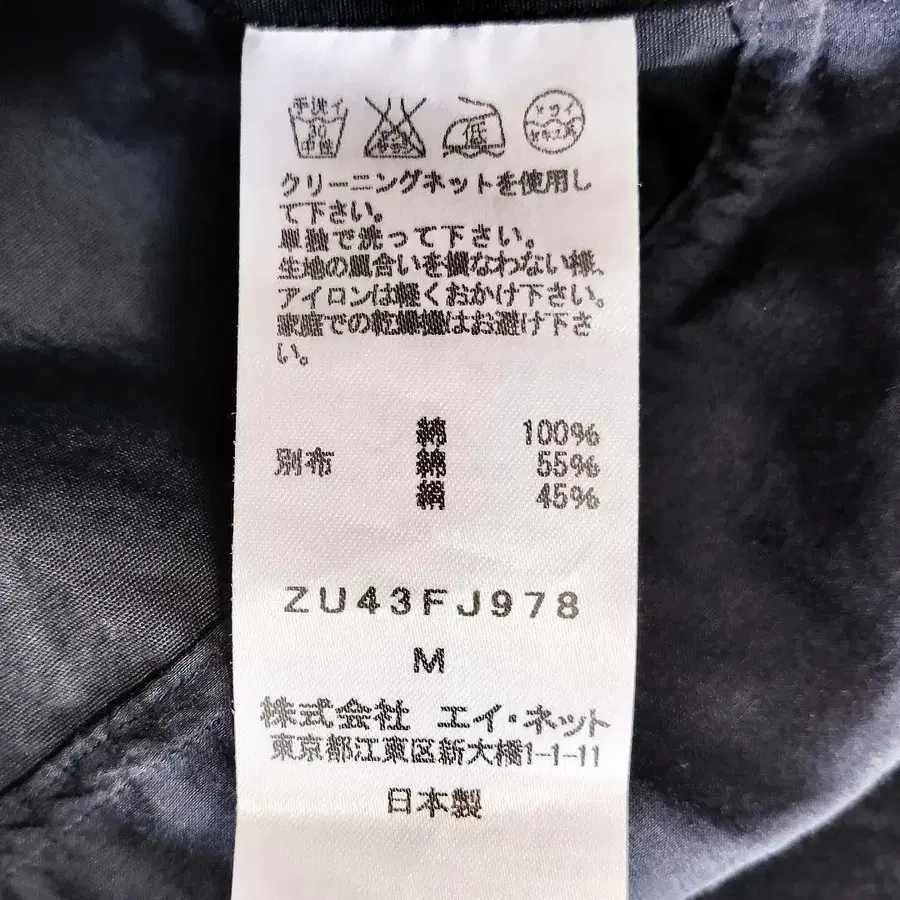 手洗イ 30 中性
低
ドライ セキユ系
クリーニングネットを使用し
て下さい。
単独で洗って下さい。
生地の風合いを損なわない様、
アイロンは軽くおかけ下さい。
家庭での乾燥機はお避け下さ
い。
綿 100%
別布 綿 55%
絹 45%
ZU43FJ978
M
株式会社 エイ・ネット
東京都江東区新大橋1-1-11
日本製